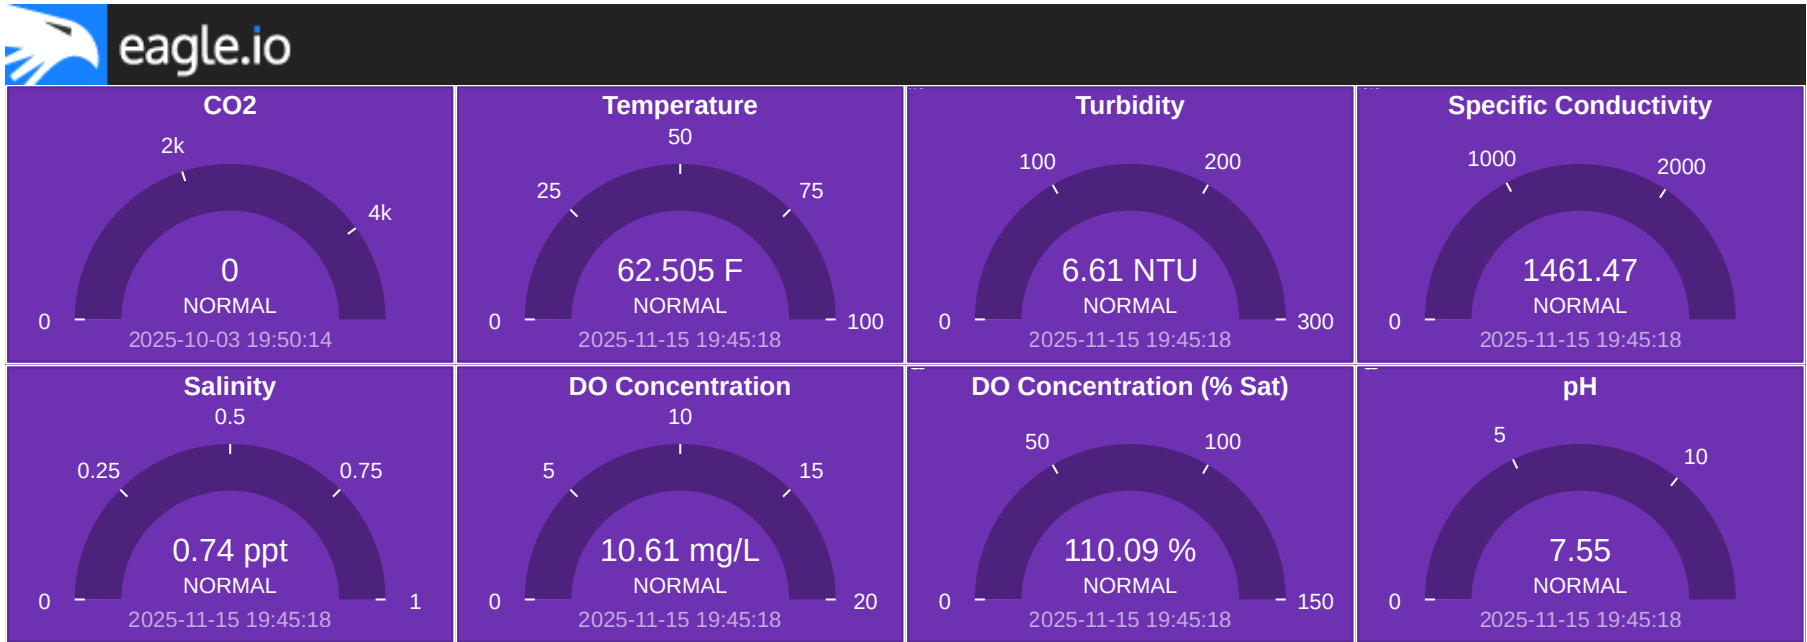 eagle.io
CO2
2k
4k
0
0
NORMAL
2025-10-03 19:50:14
Temperature
50
25
75
62.505 F
NORMAL
0
100
2025-11-15 19:45:18
Turbidity
100
200
6.61 NTU
NORMAL
0
300
2025-11-15 19:45:18
Specific Conductivity
1000
2000
1461.47
NORMAL
0
2025-11-15 19:45:18
Salinity
0.5
0.25
0.75
0.74 ppt
NORMAL
0
1
2025-11-15 19:45:18
DO Concentration
10
5
15
10.61 mg/L
NORMAL
0
20
2025-11-15 19:45:18
DO Concentration (% Sat)
50
100
110.09 %
NORMAL
0
150
2025-11-15 19:45:18
pH
5
10
7.55
NORMAL
0
2025-11-15 19:45:18